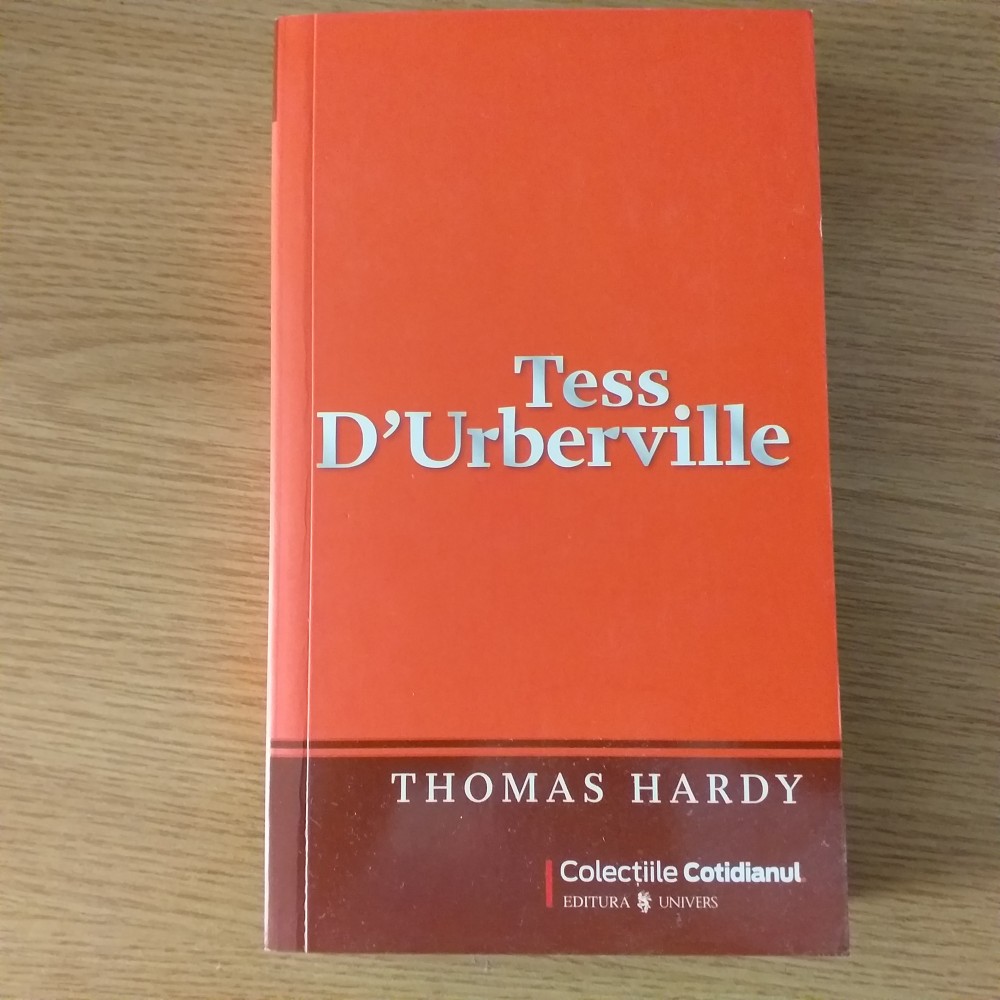 Tess
D'Urberville
THOMAS HARDY
Colecțiile Cotidianul
EDITURA UNIVERS